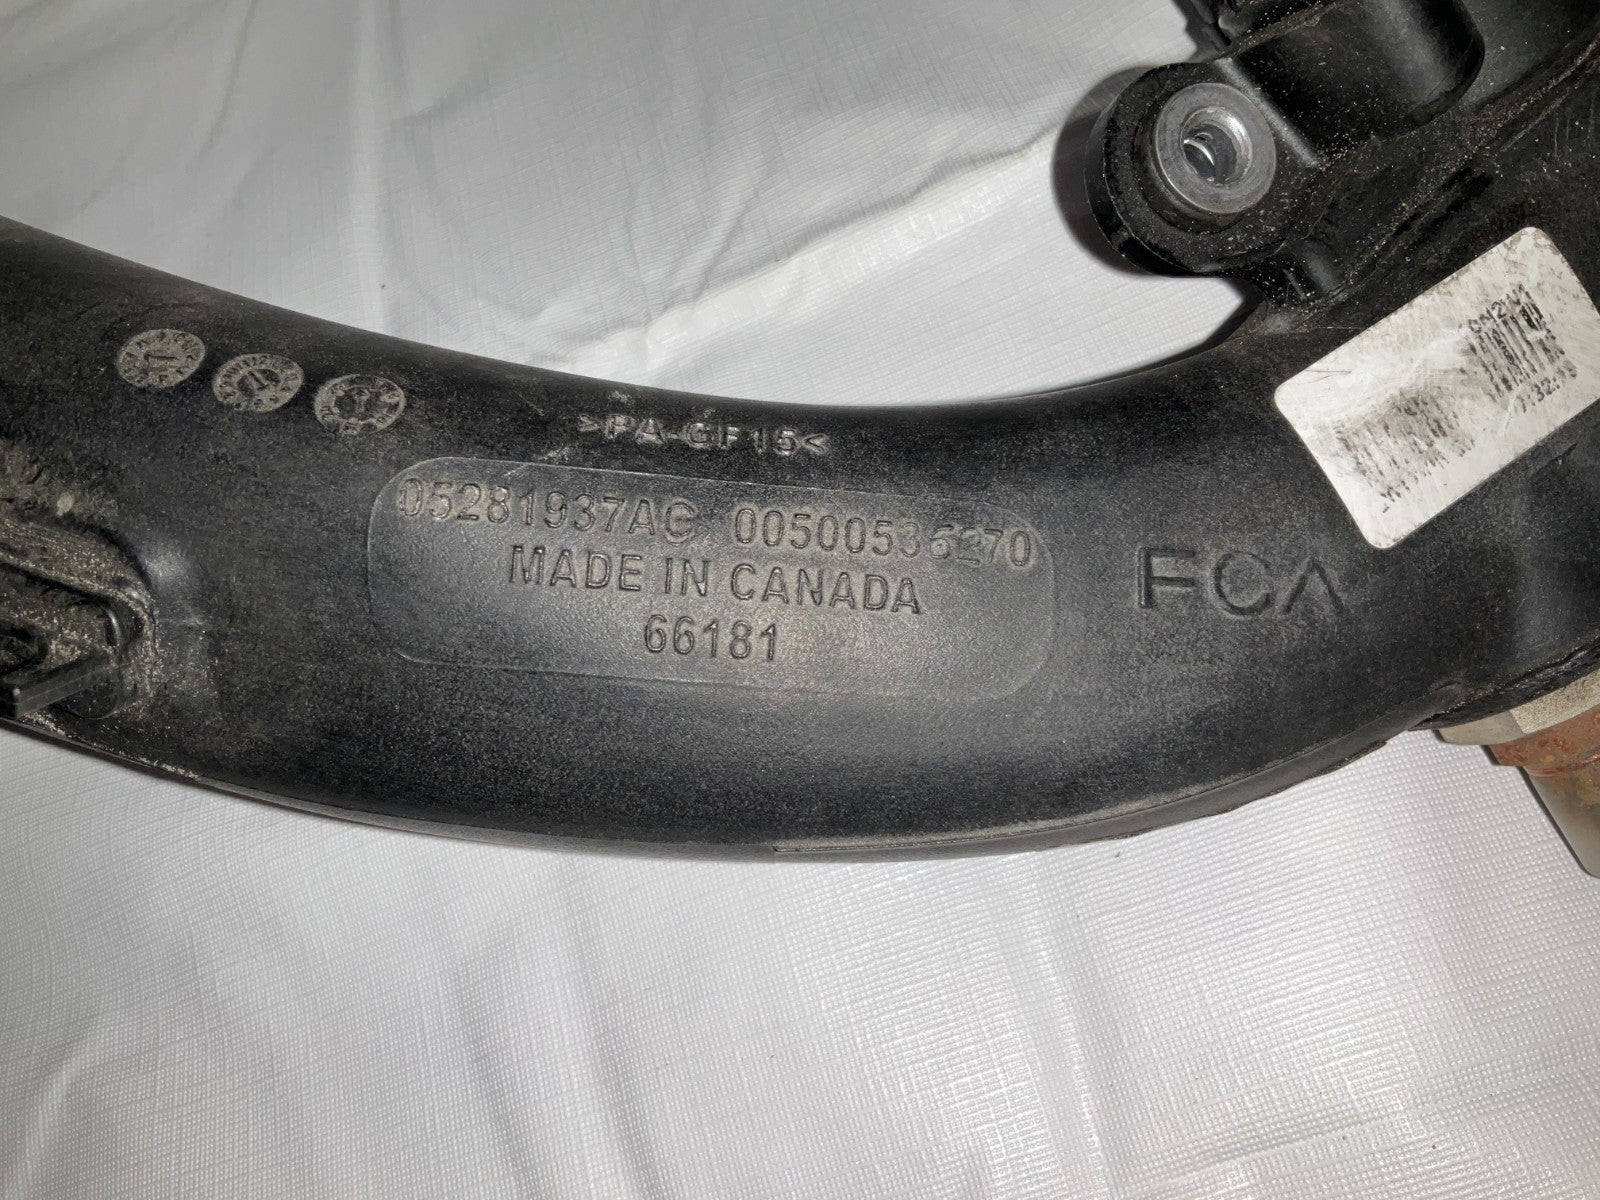 >PA-GF15<
05281937AC 00500536270
MADE IN CANADA
66181
FCA